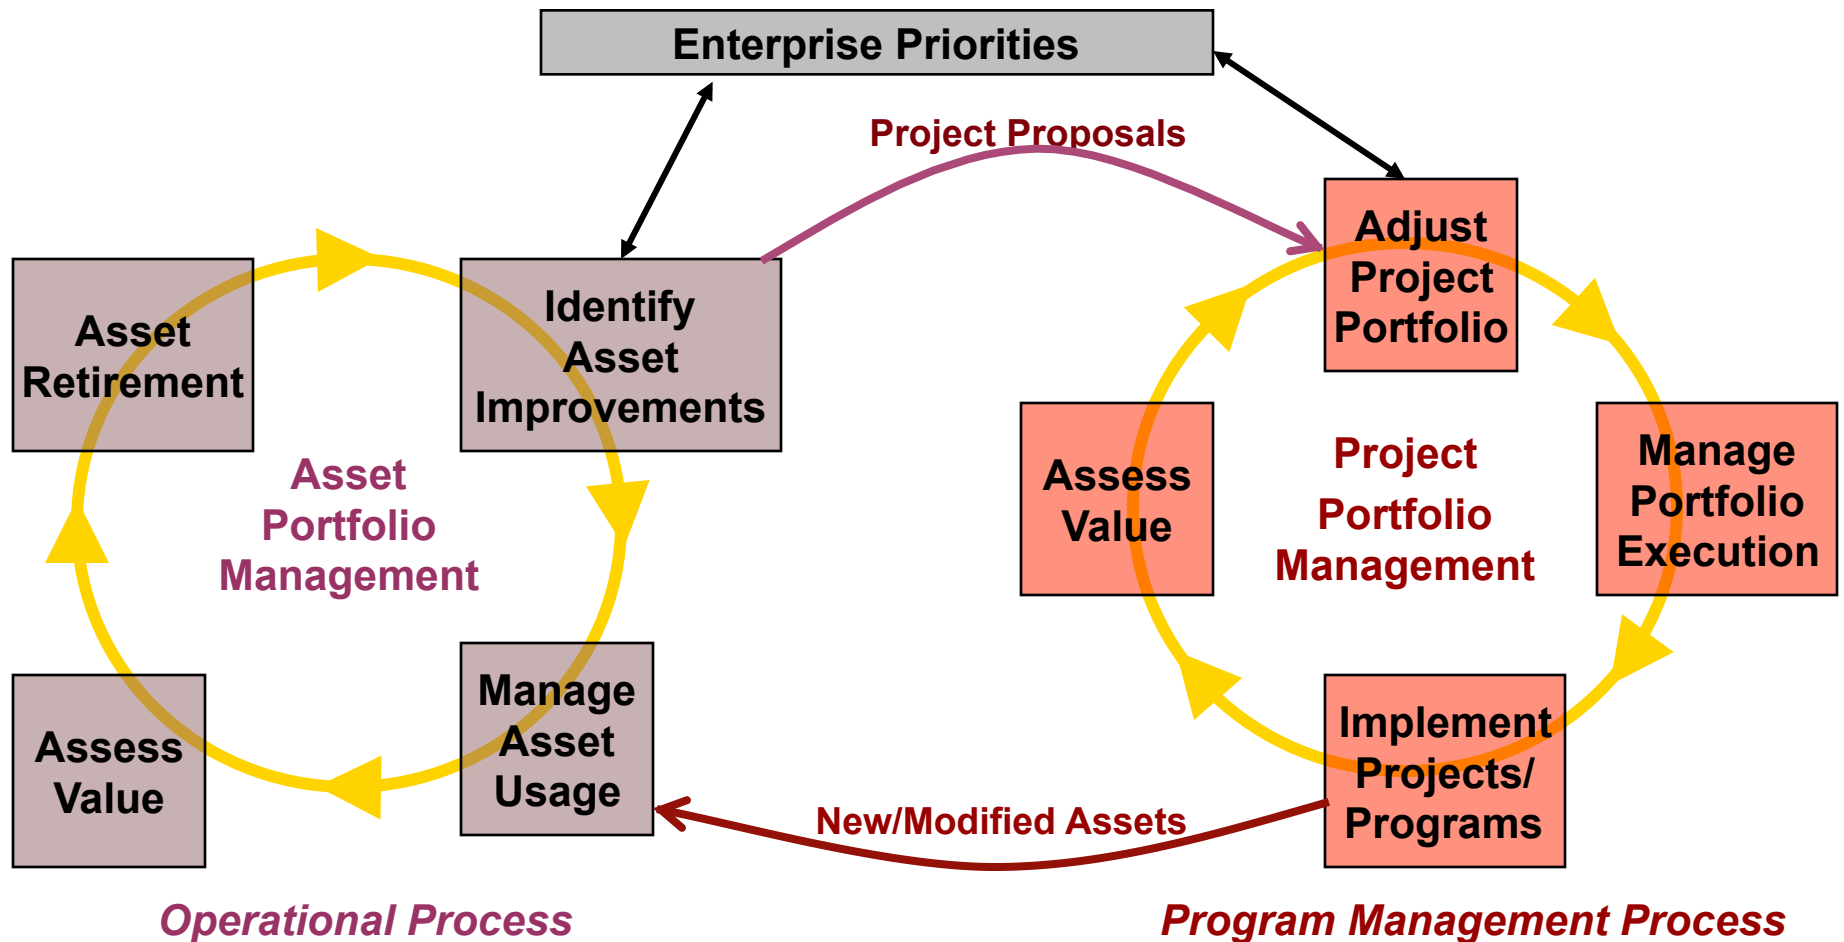 Enterprise Priorities
Project Proposals
Adjust
Project
Portfolio
Identify
Asset
Improvements
Asset
Retirement
Asset
Portfolio
Management
Assess
Value
Project
Portfolio
Management
Manage
Portfolio
Execution
Manage
Asset
Usage
Assess
Value
Implement
Projects/
Programs
New/Modified Assets
Operational Process
Program Management Process